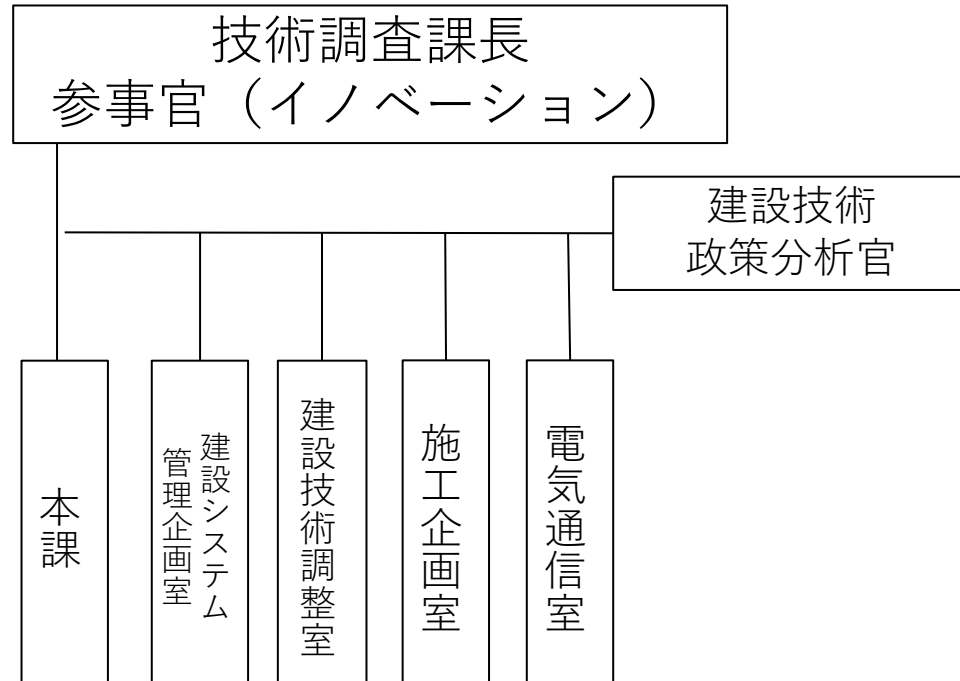 技術調査課長
参事官（イノベーション）
建設技術
政策分析官
本課
建設システム
管理企画室
建設技術調整室
施工企画室
電気通信室